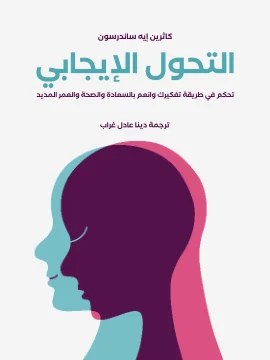 كاثرين إيه ساندرسون
التحول الإيجابي
تحكم في طريقة تفكيرك وانعم بالسعادة والصحة والعمر المديد
ترجمة دينا عادل غراب